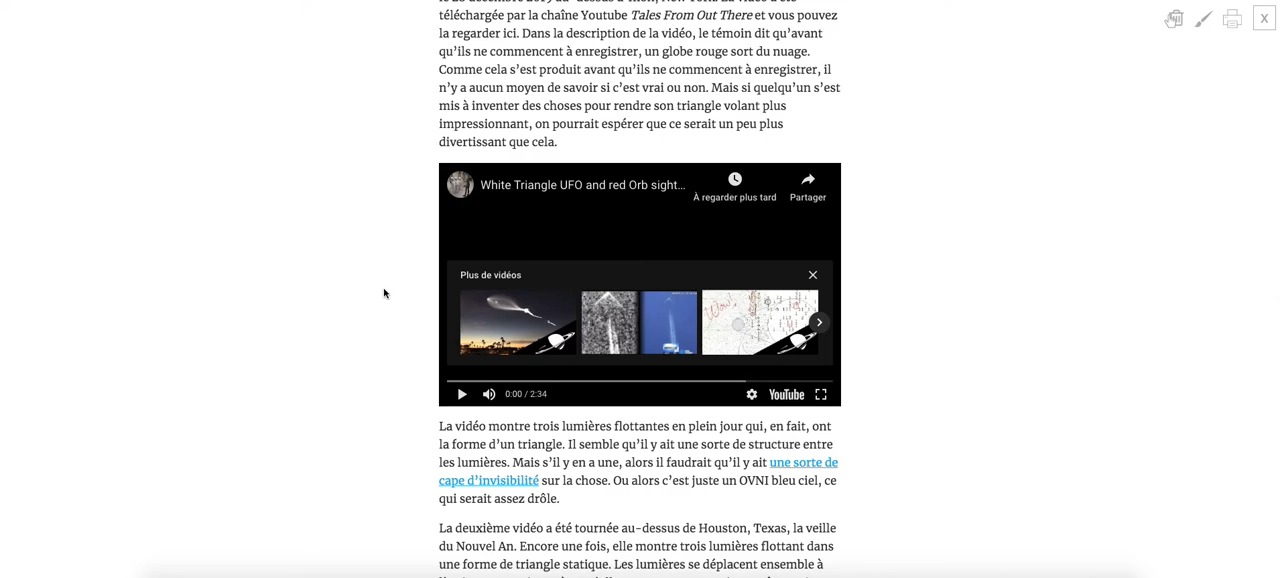 X
téléchargée par la chaîne Youtube Tales From Out There et vous pouvez
la regarder ici. Dans la description de la vidéo, le témoin dit qu'avant
qu'ils ne commencent à enregistrer, un globe rouge sort du nuage.
Comme cela s'est produit avant qu'ils ne commencent à enregistrer, il
n'y a aucun moyen de savoir si c'est vrai ou non. Mais si quelqu'un s'est
mis à inventer des choses pour rendre son triangle volant plus
impressionnant, on pourrait espérer que ce serait un peu plus
divertissant que cela.
White Triangle UFO and red Orb sight...
À regarder plus tard
Partager
Plus de vidéos
Wow!
0:00 / 2:34
YouTube
La vidéo montre trois lumières flottantes en plein jour qui, en fait, ont
la forme d'un triangle. Il semble qu'il y ait une sorte de structure entre
les lumières. Mais s'il y en a une, alors il faudrait qu'il y ait une sorte de
cape d'invisibilité sur la chose. Ou alors c'est juste un OVNI bleu ciel, ce
qui serait assez drôle.
La deuxième vidéo a été tournée au-dessus de Houston, Texas, la veille
du Nouvel An. Encore une fois, elle montre trois lumières flottant dans
une forme de triangle statique. Les lumières se déplacent ensemble à